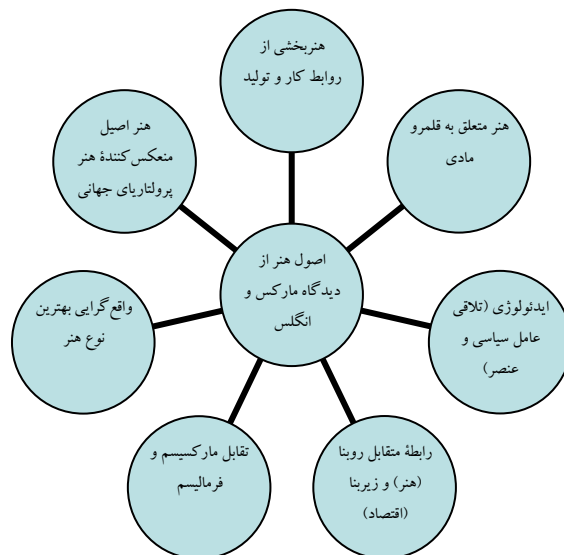 هنربخشی از
روابط کار و تولید
هنر متعلق به قلمرو
مادی
ایدئولوژی (تلاقی
عامل سیاسی و
عنصر)
رابطۀ متقابل روبنا
(هنر) و زیربنا
(اقتصاد)
تقابل مارکسیسم و
فرمالیسم
واقع‌گرایی بهترین
نوع هنر
هنر اصیل
منعکس‌کنندۀ هنر
پرولتاریای جهانی
اصول هنر از
دیدگاه مارکس و
انگلس